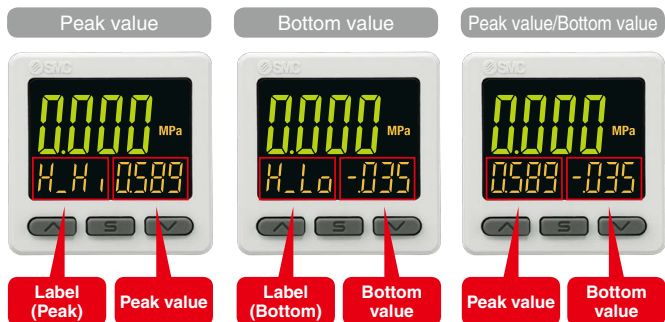 Peak value
Bottom value
Peak value/Bottom value
SMC
SMC
SMC
0.000 MPa
0.000 MPa
0.000 MPa
H_Hi 0.589
H_Lo -.035
0.589 -.035
S
S
S
Label
(Peak)
Peak value
Label
(Bottom)
Bottom
value
Peak value
Bottom
value